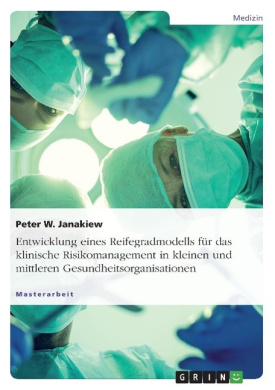 Medizin
Peter W. Janakiew
Entwicklung eines Reifegradmodells für das
klinische Risikomanagement in kleinen und
mittleren Gesundheitsorganisationen
Masterarbeit
GRIN